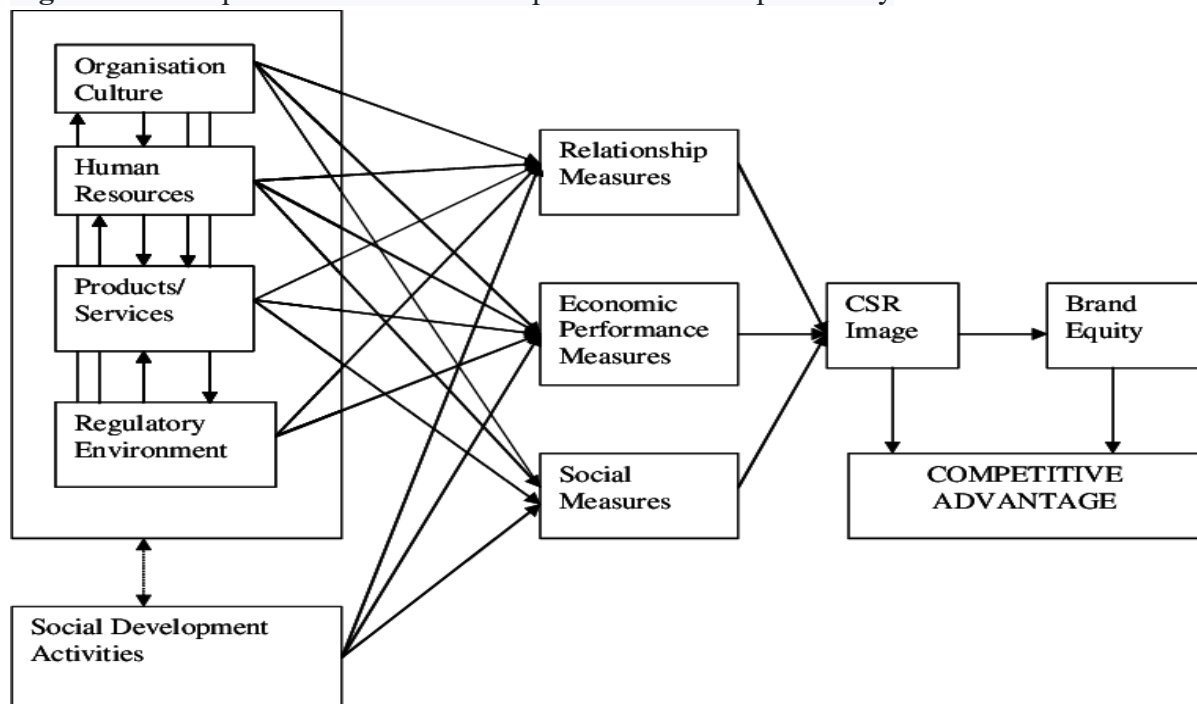 Organisation
Culture
Human
Resources
Products/
Services
Regulatory
Environment
Social Development
Activities
Relationship
Measures
Economic
Performance
Measures
Social
Measures
CSR
Image
Brand
Equity
COMPETITIVE
ADVANTAGE